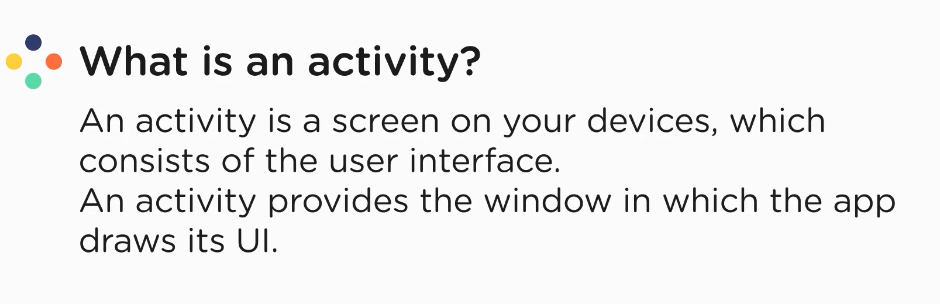 What is an activity?
An activity is a screen on your devices, which
consists of the user interface.
An activity provides the window in which the app
draws its UI.